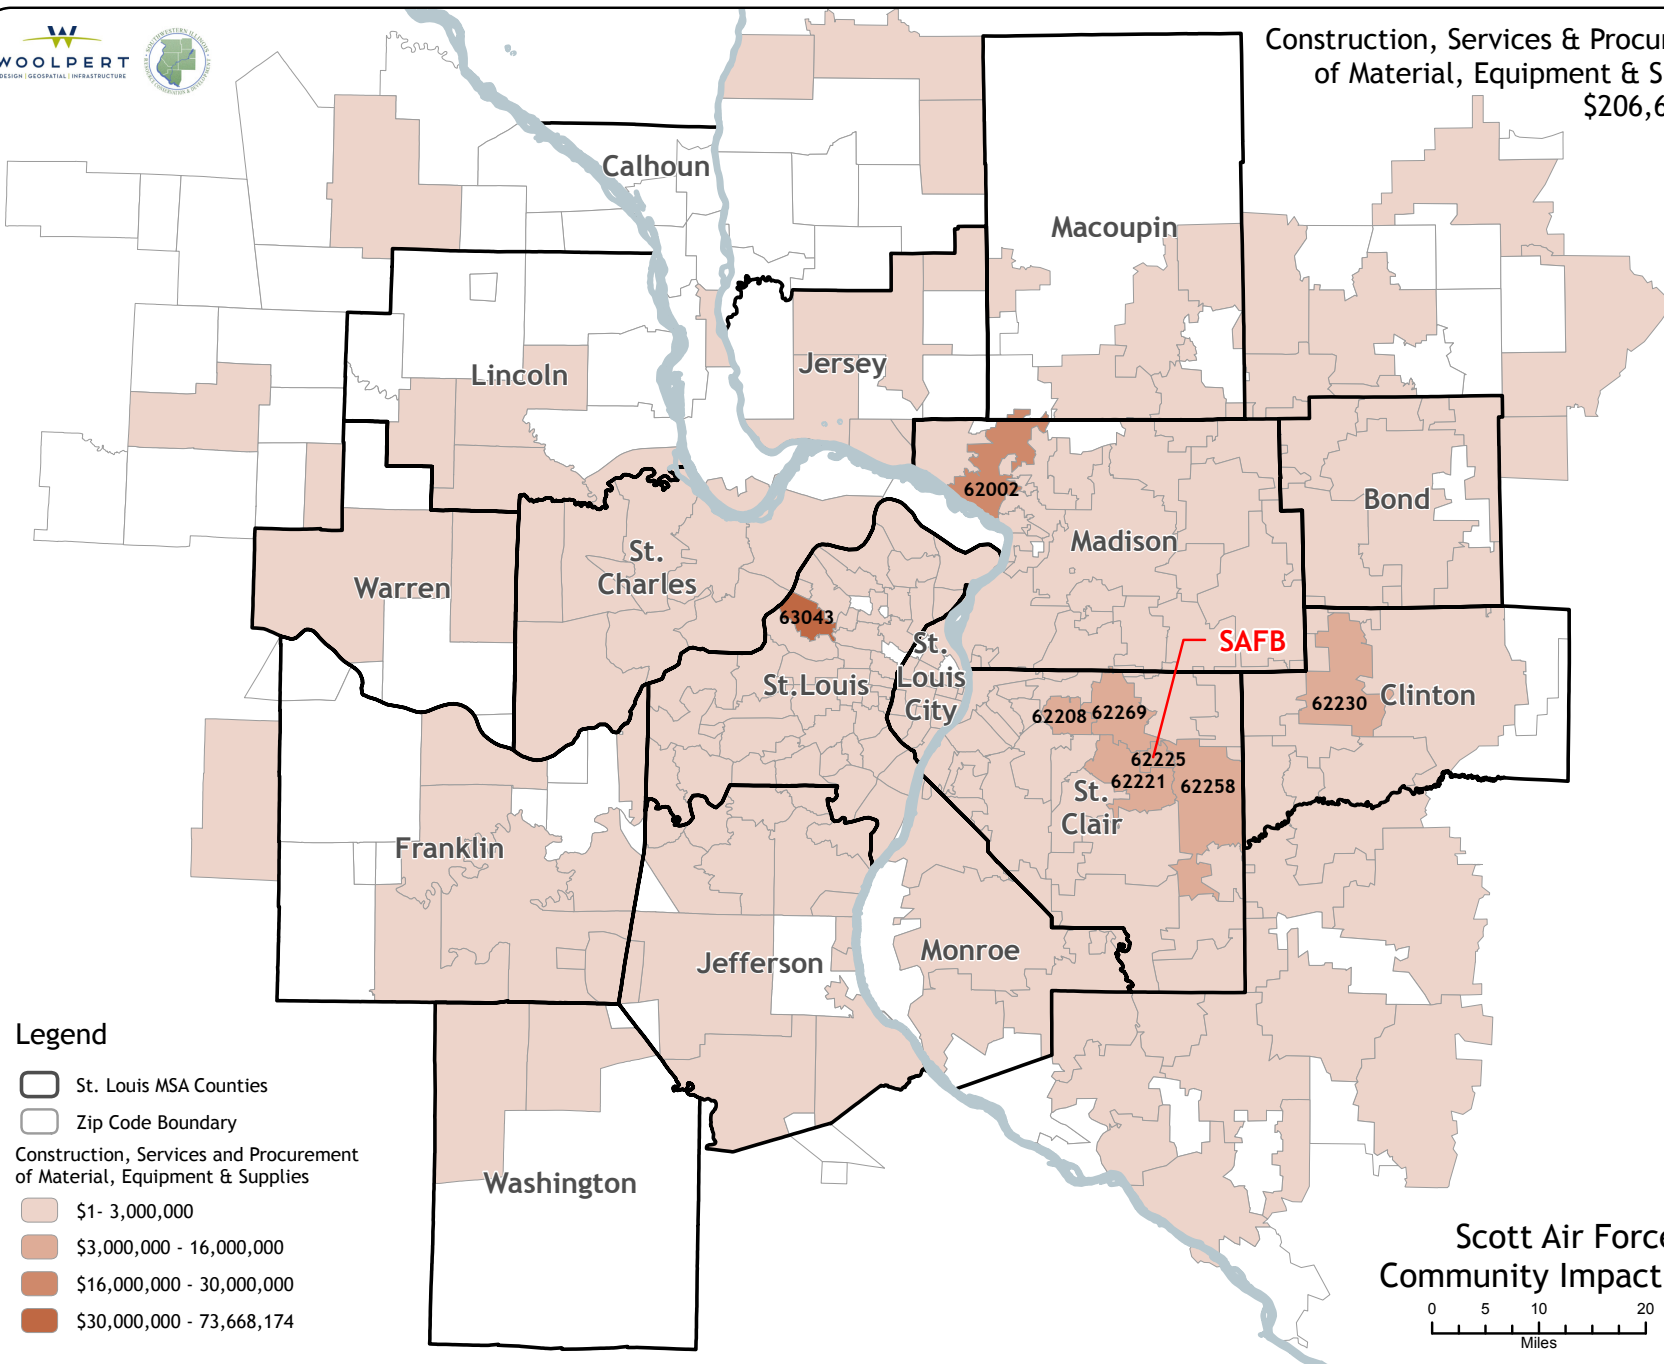 WOOLPERT
DESIGN | GEOSPATIAL | INFRASTRUCTURE
Construction, Services & Procur
of Material, Equipment & S
$206,6
Calhoun
Macoupin
Lincoln
Jersey
62002
Bond
Madison
St.
Charles
Warren
63043
SAFB
St.
Louis
City
St.Louis
62208
62269
62230
Clinton
62225
62221
62258
St.
Clair
Franklin
Jefferson
Monroe
Washington
Legend
St. Louis MSA Counties
Zip Code Boundary
Construction, Services and Procurement
of Material, Equipment & Supplies
$1- 3,000,000
$3,000,000 - 16,000,000
$16,000,000 - 30,000,000
$30,000,000 - 73,668,174
Scott Air Force
Community Impact
0 5 10 20
Miles